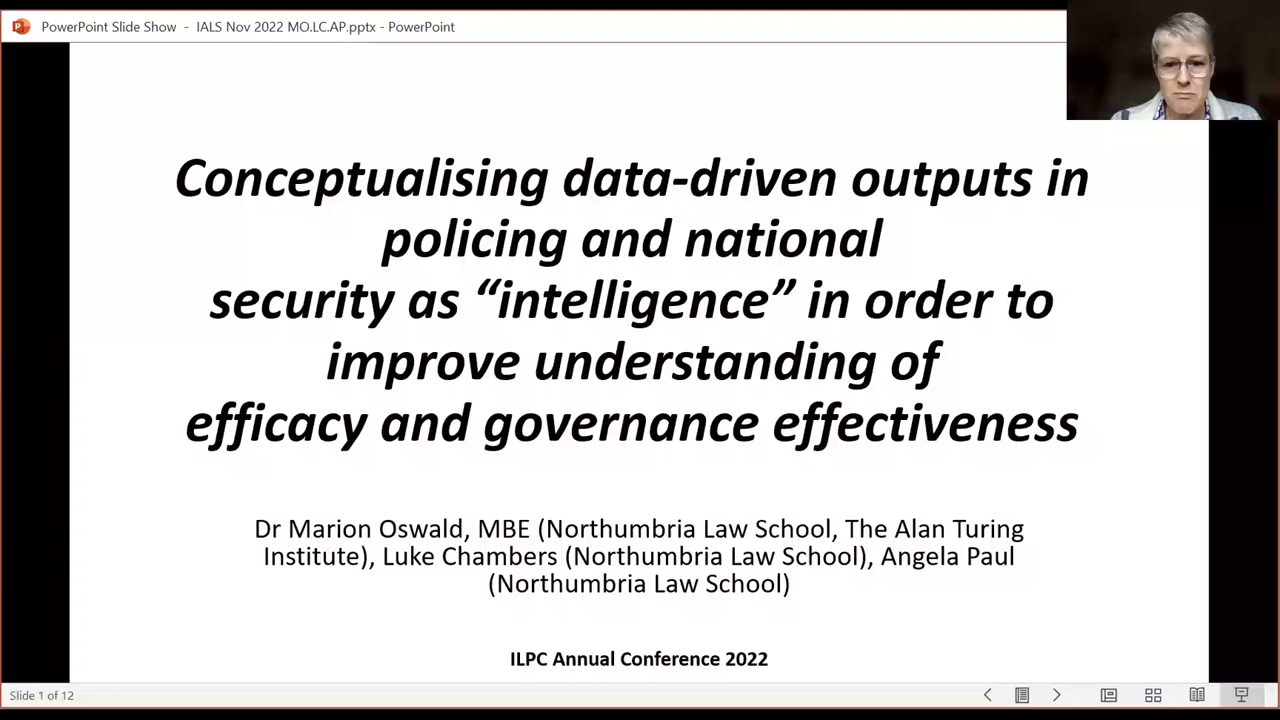 PowerPoint Slide Show - IALS Nov 2022 MO.LC.AP.pptx - PowerPoint
Conceptualising data-driven outputs in
policing and national
security as “intelligence” in order to
improve understanding of
efficacy and governance effectiveness
Dr Marion Oswald, MBE (Northumbria Law School, The Alan Turing
Institute), Luke Chambers (Northumbria Law School), Angela Paul
(Northumbria Law School)
ILPC Annual Conference 2022
Slide 1 of 12